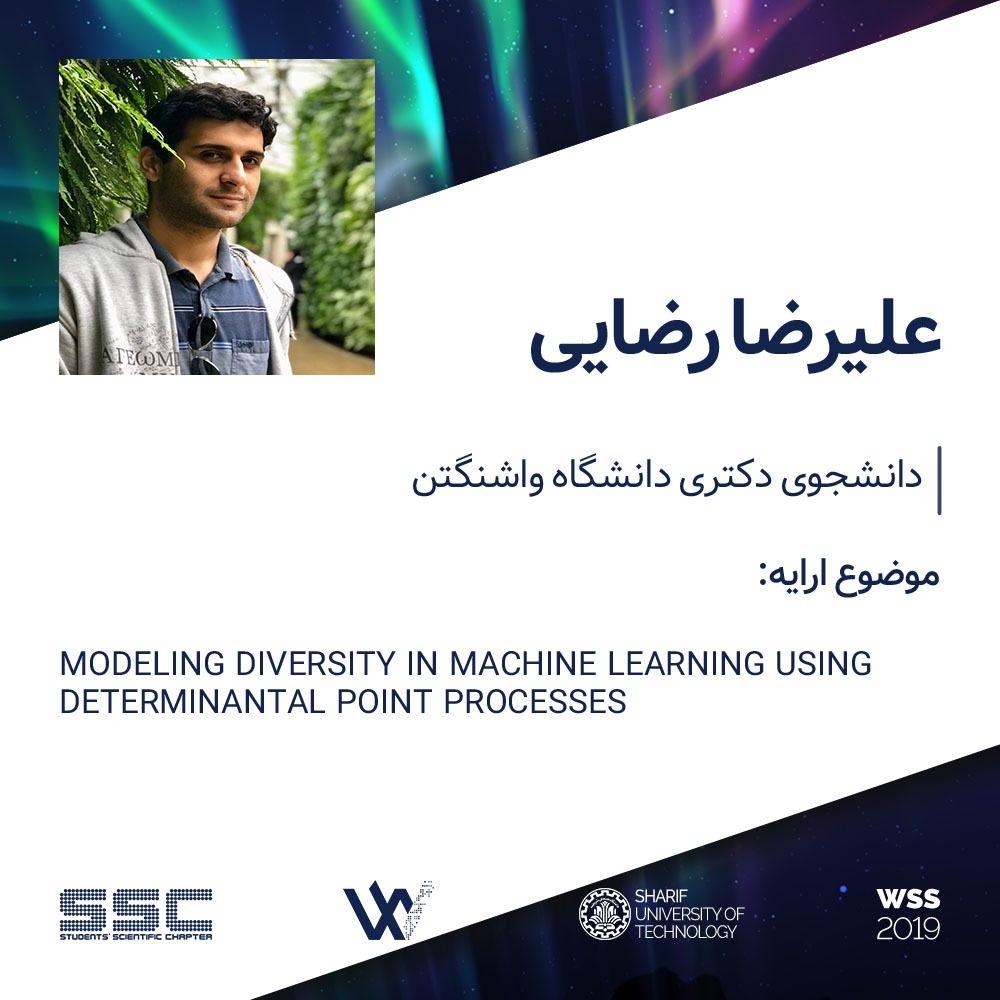 علیرضا رضایی
دانشجوی دکتری دانشگاه واشنگتن
موضوع ارایه:
MODELING DIVERSITY IN MACHINE LEARNING USING
DETERMINANTAL POINT PROCESSES
SSC
STUDENTS' SCIENTIFIC CHAPTER
SHARIF
UNIVERSITY OF
TECHNOLOGY
WSS
2019